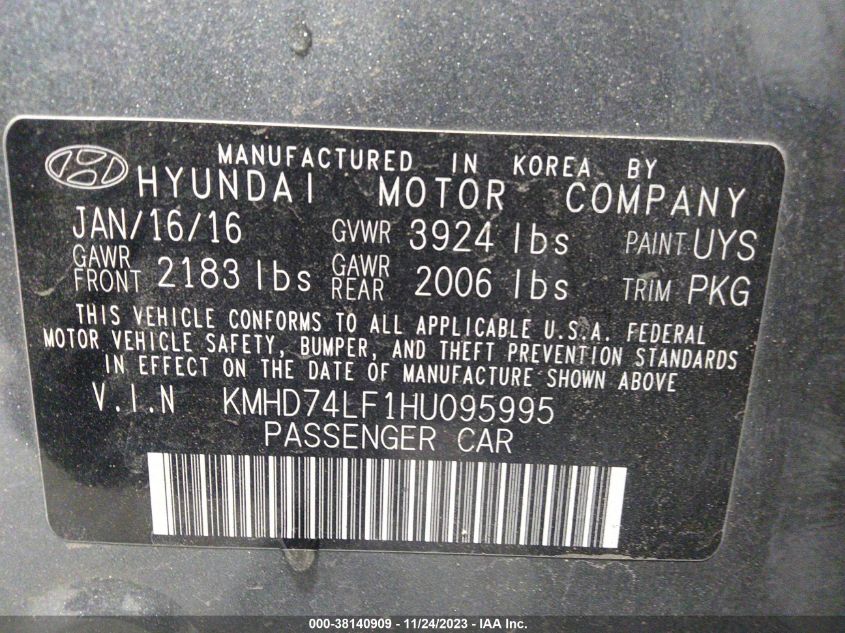 MANUFACTURED IN KOREA BY
HYUNDAI MOTOR COMPANY
JAN/16/16 GVWR 3924 lbs PAINT UYS
GAWR FRONT 2183 lbs GAWR REAR 2006 lbs TRIM PKG
THIS VEHICLE CONFORMS TO ALL APPLICABLE U.S.A. FEDERAL
MOTOR VEHICLE SAFETY, BUMPER, AND THEFT PREVENTION STANDARDS
IN EFFECT ON THE DATE OF MANUFACTURE SHOWN ABOVE
V.I.N KMHD74LF1HU095995
PASSENGER CAR
000-38140909 - 11/24/2023 - IAA Inc.